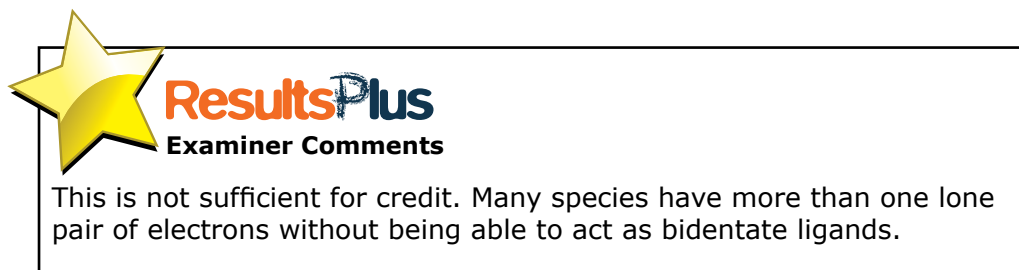 ResultsPlus
Examiner Comments
This is not sufficient for credit. Many species have more than one lone
pair of electrons without being able to act as bidentate ligands.